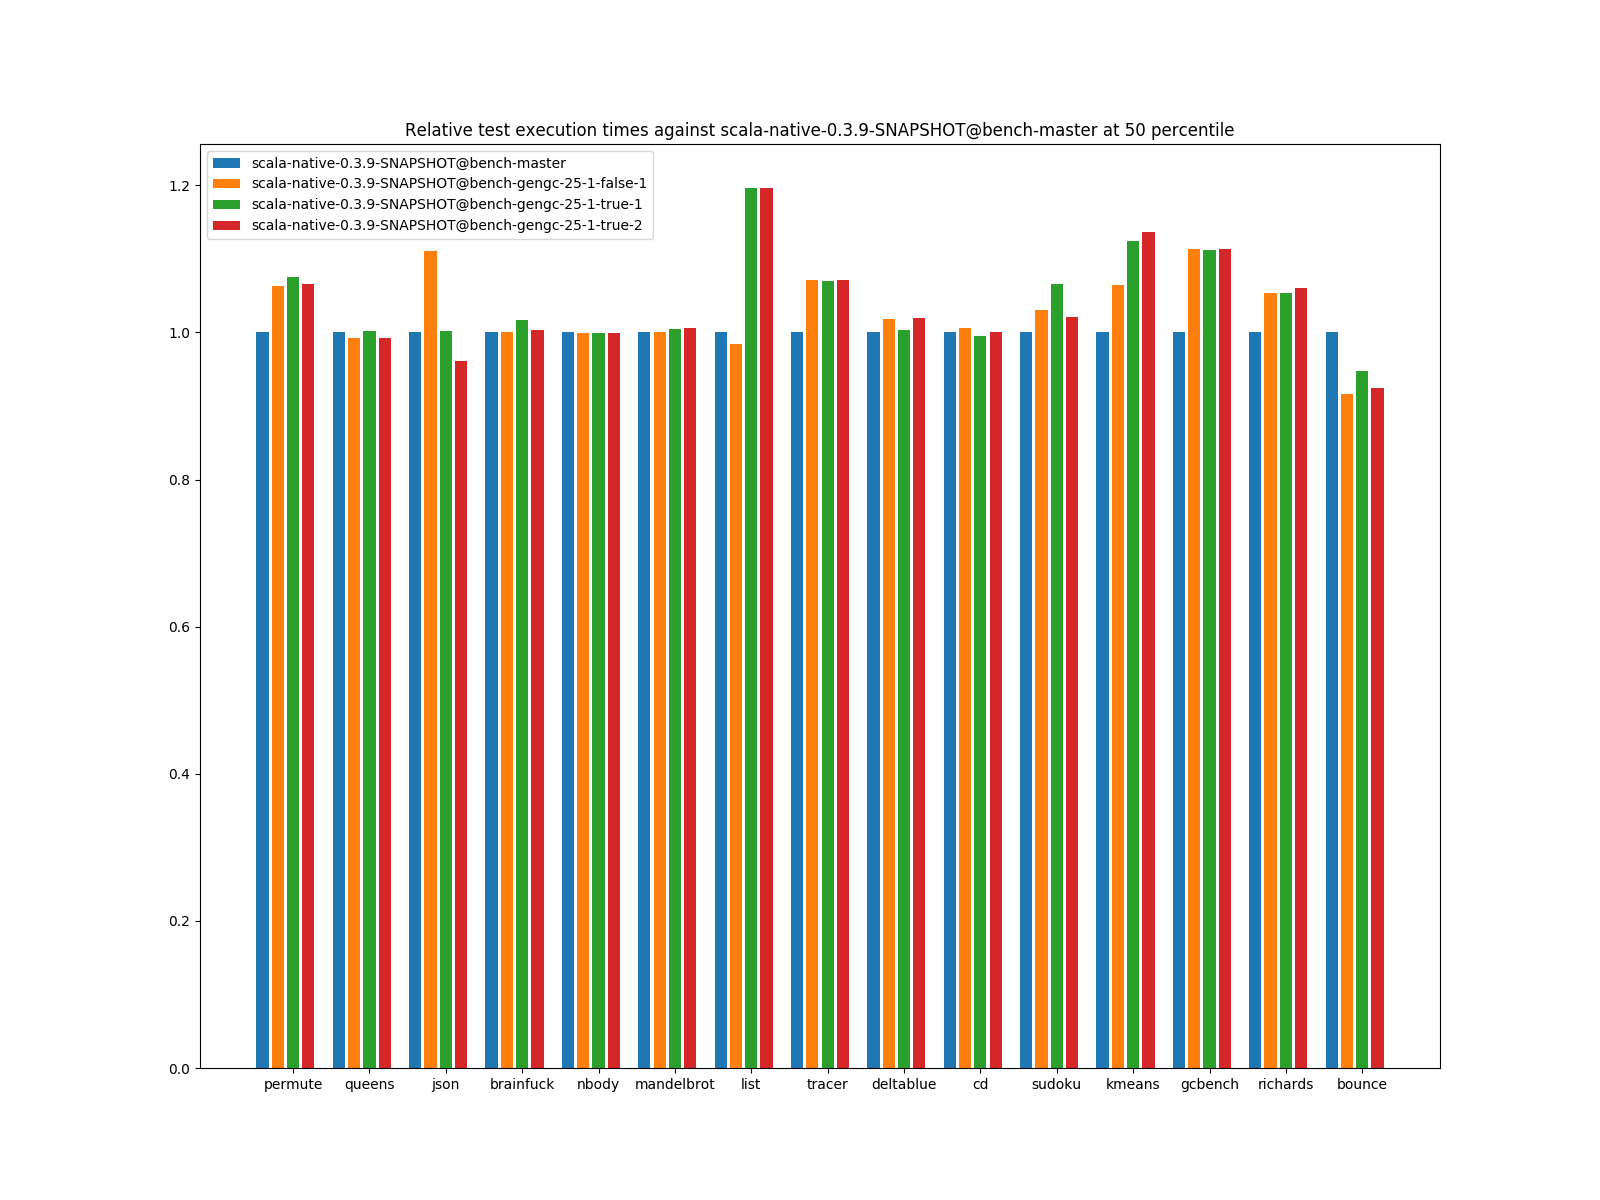 Relative test execution times against scala-native-0.3.9-SNAPSHOT@bench-master at 50 percentile
scala-native-0.3.9-SNAPSHOT@bench-master
scala-native-0.3.9-SNAPSHOT@bench-gengc-25-1-false-1
scala-native-0.3.9-SNAPSHOT@bench-gengc-25-1-true-1
scala-native-0.3.9-SNAPSHOT@bench-gengc-25-1-true-2
1.2
1.0
0.8
0.6
0.4
0.2
0.0
permute queens json brainfuck nbody mandelbrot list tracer deltablue cd sudoku kmeans gcbench richards bounce